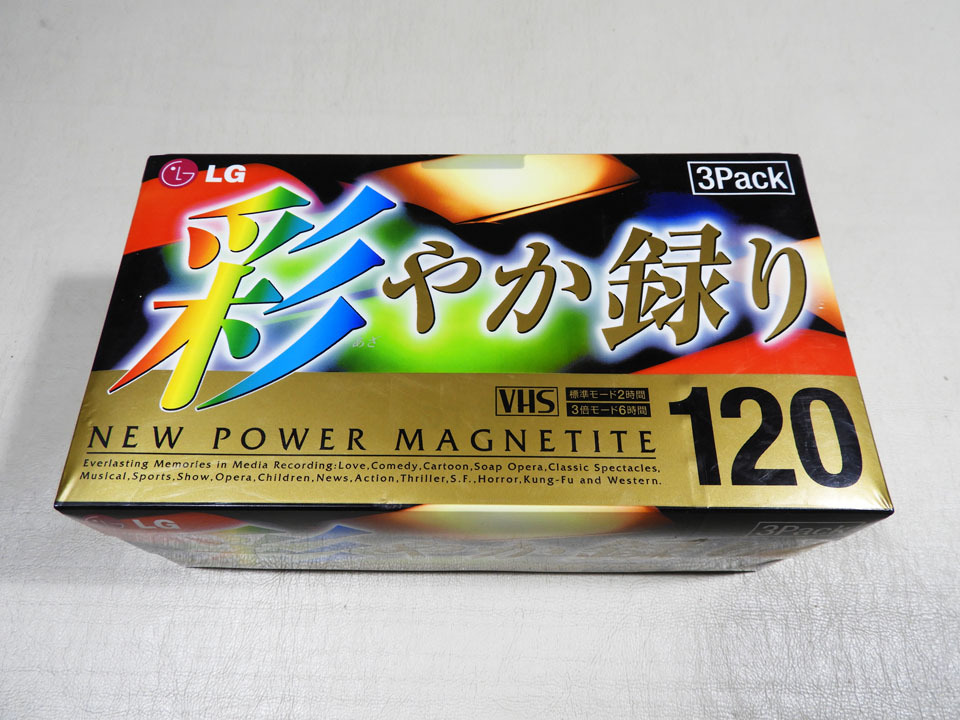 LG
3Pack
彩やか録り
あざ
VHS
標準モード2時間
3倍モード6時間
120
NEW POWER MAGNETITE
Everlasting Memories in Media Recording:Love,Comedy,Cartoon,Soap Opera,Classic Spectacles,
Musical,Sports,Show,Opera,Children,News,Action,Thriller,S.F.,Horror,Kung-Fu and Western.
LG
3Pack